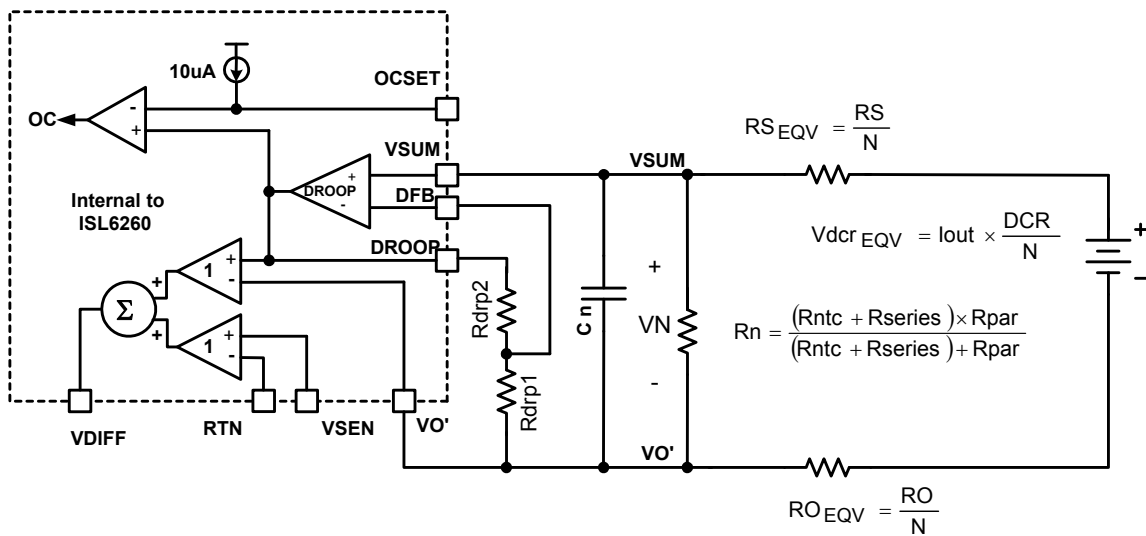 10uA
OCSET
OC
-
+
VSUM
DFB
DROOP
+
-
Internal to
ISL6260
DROOP
+
1
+
-
Σ
+
1
+
-
VDIFF
RTN
VSEN
VO'
Rdrp2
Rdrp1
VSUM
Cn
+
VN
-
VO'
RS EQV = RS / N
Vdcr EQV = Iout × DCR / N
+
−
Rn = (Rntc + Rseries) × Rpar / (Rntc + Rseries) + Rpar
RO EQV = RO / N